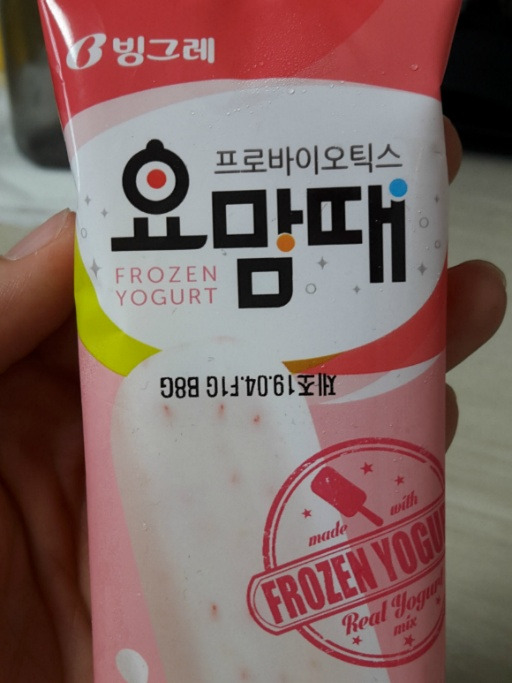 빙그레
프로바이오틱스
요맘때
FROZEN
YOGURT
제조19.04.F1G B8G
made with
FROZEN YOGU
Real Yogurt
mix